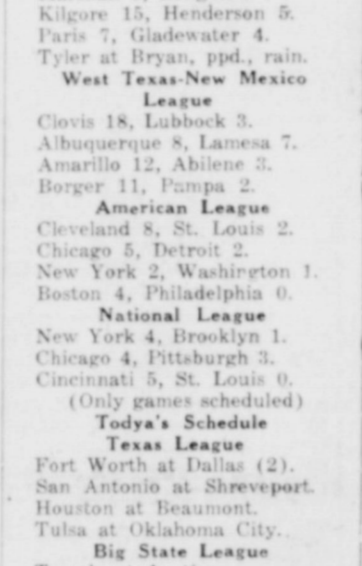 Kilgore 15, Henderson 5.
Paris 7, Gladewater 4.
Tyler at Bryan, ppd., rain.
West Texas-New Mexico
League
Clovis 18, Lubbock 3.
Albuquerque 8, Lamesa 7.
Amarillo 12, Abilene 3.
Borger 11, Pampa 2.
American League
Cleveland 8, St. Louis 2.
Chicago 5, Detroit 2.
New York 2, Washington 1.
Boston 4, Philadelphia 0.
National League
New York 4, Brooklyn 1.
Chicago 4, Pittsburgh 3.
Cincinnati 5, St. Louis 0.
(Only games scheduled)
Todya's Schedule
Texas League
Fort Worth at Dallas (2).
San Antonio at Shreveport.
Houston at Beaumont.
Tulsa at Oklahoma City.
Big State League